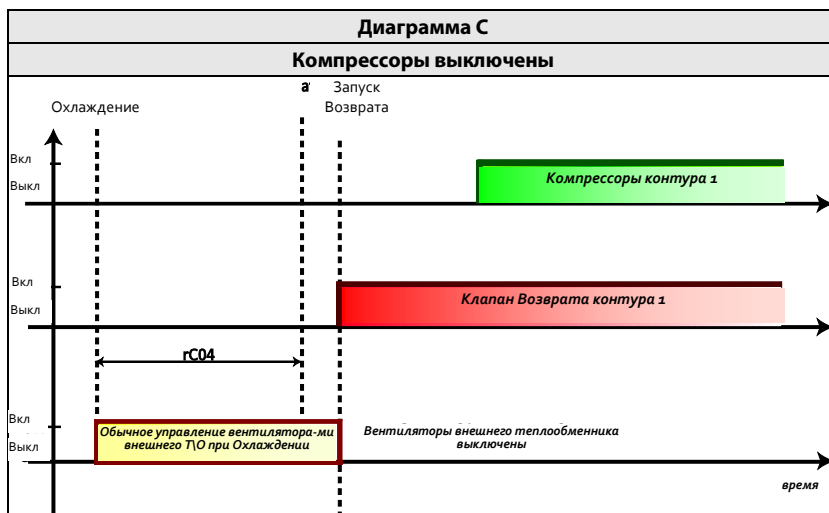 Диаграмма С
Компрессоры выключены
а
Запуск
Охлаждение
Возврата
Вкл
Выкл
Компрессоры контура 1
Вкл
Выкл
Клапан Возврата контура 1
rC04
Вкл
Выкл
Обычное управление вентилятора-ми
внешнего Т\О при Охлаждении
Вентиляторы внешнего теплообменника
выключены
время